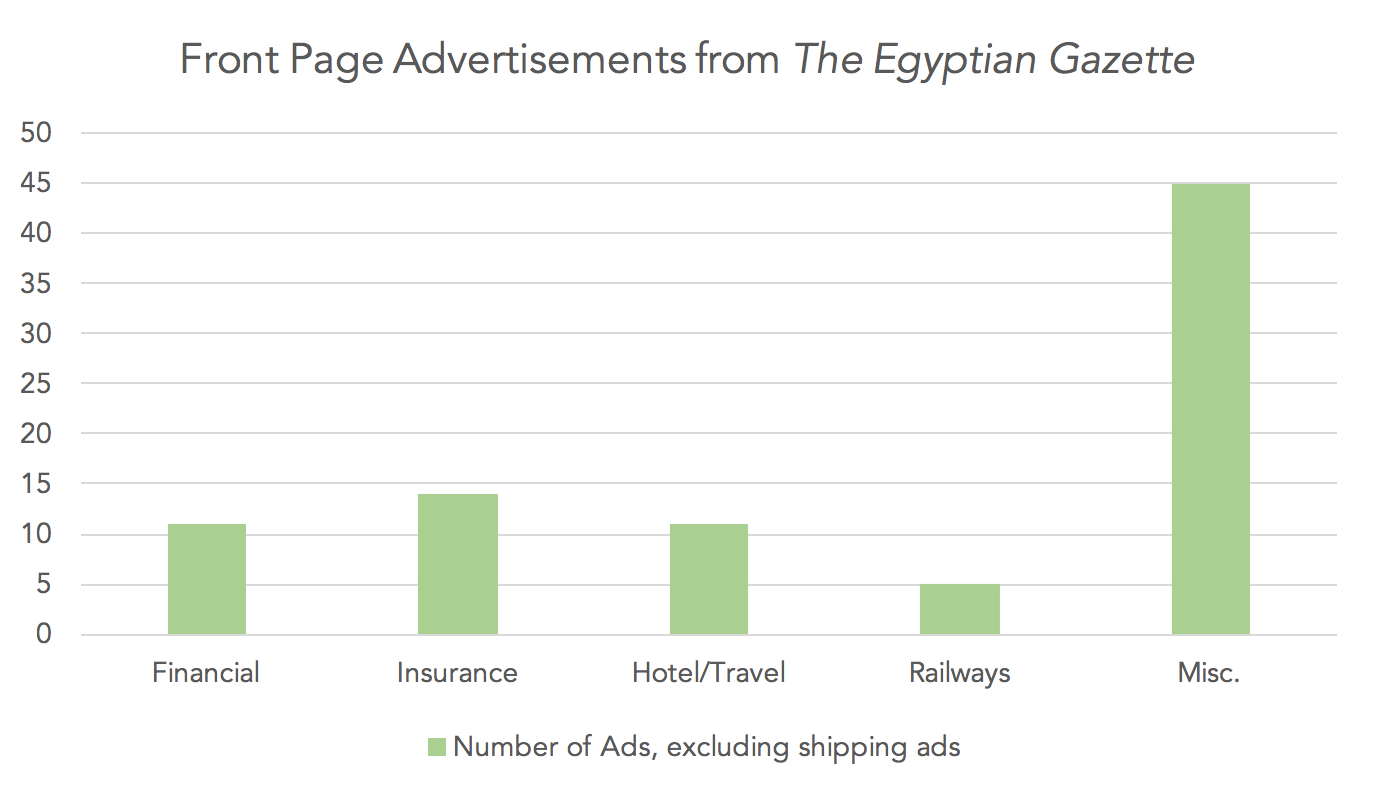 Front Page Advertisements from The Egyptian Gazette
50
45
40
35
30
25
20
15
10
5
0
Financial
Insurance
Hotel/Travel
Railways
Misc.
Number of Ads, excluding shipping ads